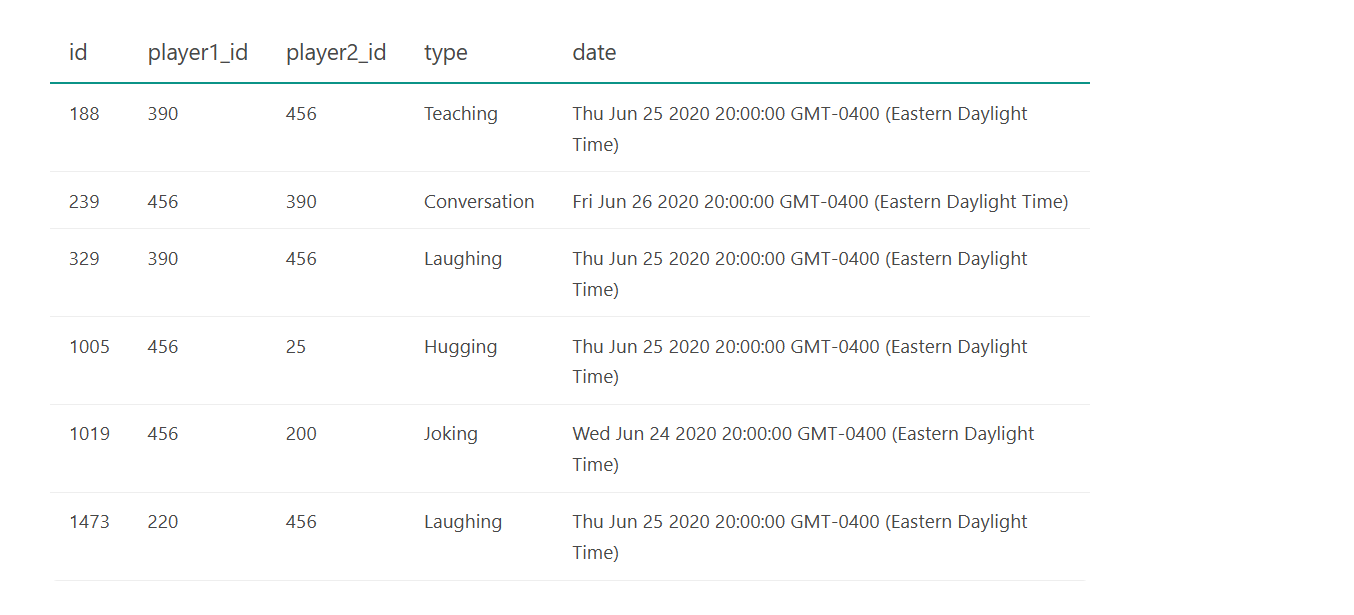 id player1_id player2_id type date
188 390 456 Teaching Thu Jun 25 2020 20:00:00 GMT-0400 (Eastern Daylight
Time)
239 456 390 Conversation Fri Jun 26 2020 20:00:00 GMT-0400 (Eastern Daylight Time)
329 390 456 Laughing Thu Jun 25 2020 20:00:00 GMT-0400 (Eastern Daylight
Time)
1005 456 25 Hugging Thu Jun 25 2020 20:00:00 GMT-0400 (Eastern Daylight
Time)
1019 456 200 Joking Wed Jun 24 2020 20:00:00 GMT-0400 (Eastern Daylight
Time)
1473 220 456 Laughing Thu Jun 25 2020 20:00:00 GMT-0400 (Eastern Daylight
Time)